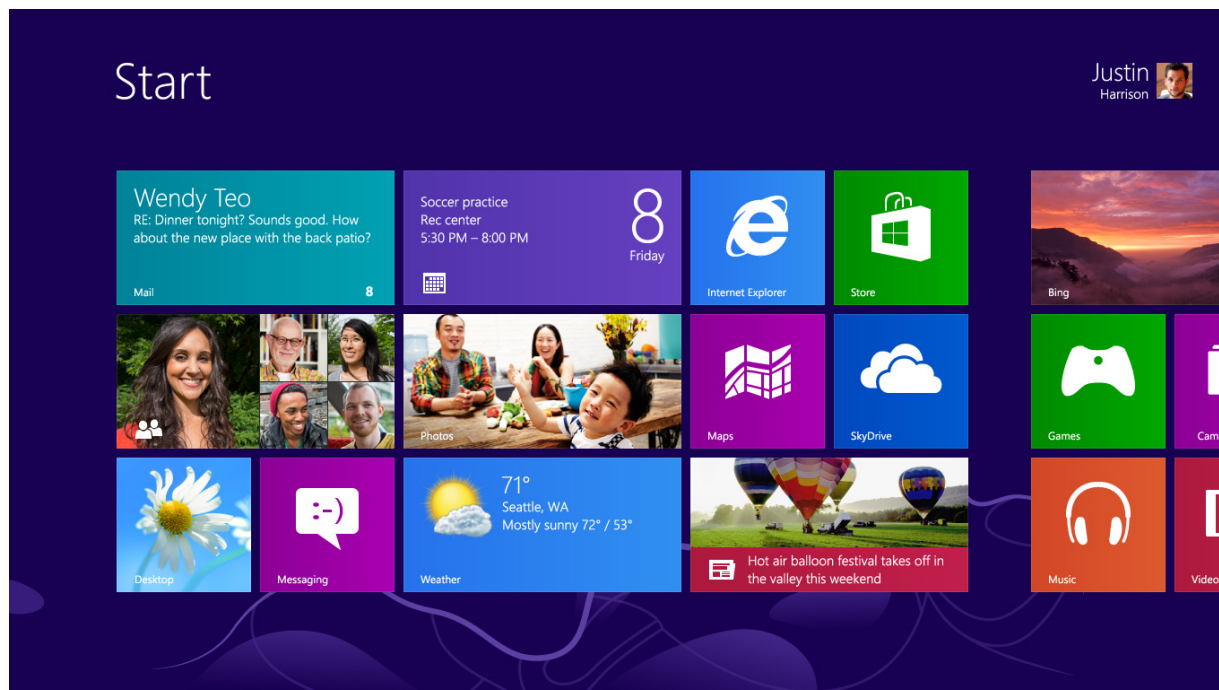 Start
Justin
Harrison
Wendy Teo
RE: Dinner tonight? Sounds good. How
about the new place with the back patio?
Mail
8
Soccer practice
Rec center
5:30 PM – 8:00 PM
8
Friday
Internet Explorer
Store
Bing
Photos
Maps
SkyDrive
Games
Cam
Desktop
:-)
Messaging
71°
Seattle, WA
Mostly sunny 72° / 53°
Weather
Hot air balloon festival takes off in
the valley this weekend
Music
Video